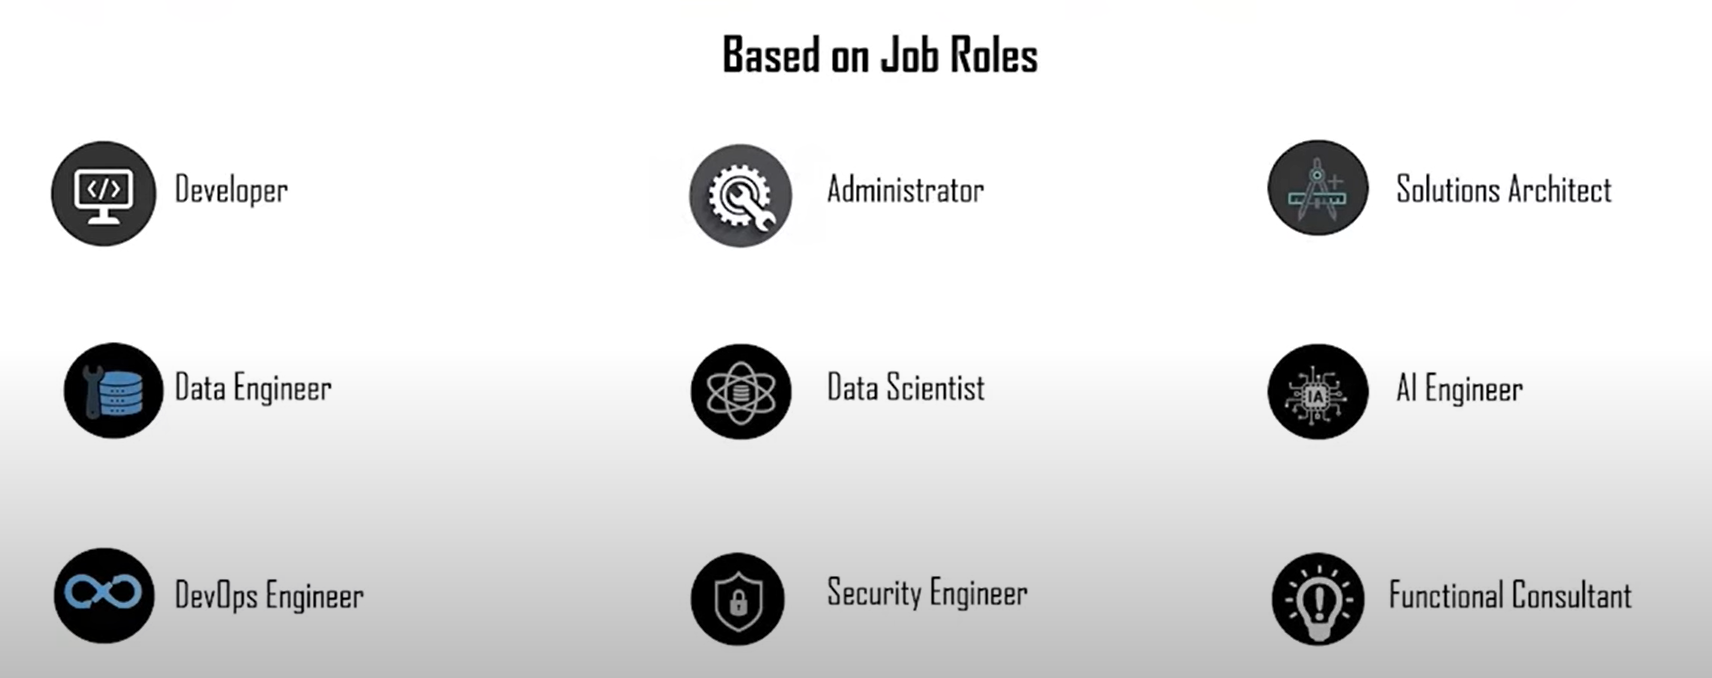 Based on Job Roles
Developer
Administrator
Solutions Architect
Data Engineer
Data Scientist
AI Engineer
IA
DevOps Engineer
Security Engineer
Functional Consultant